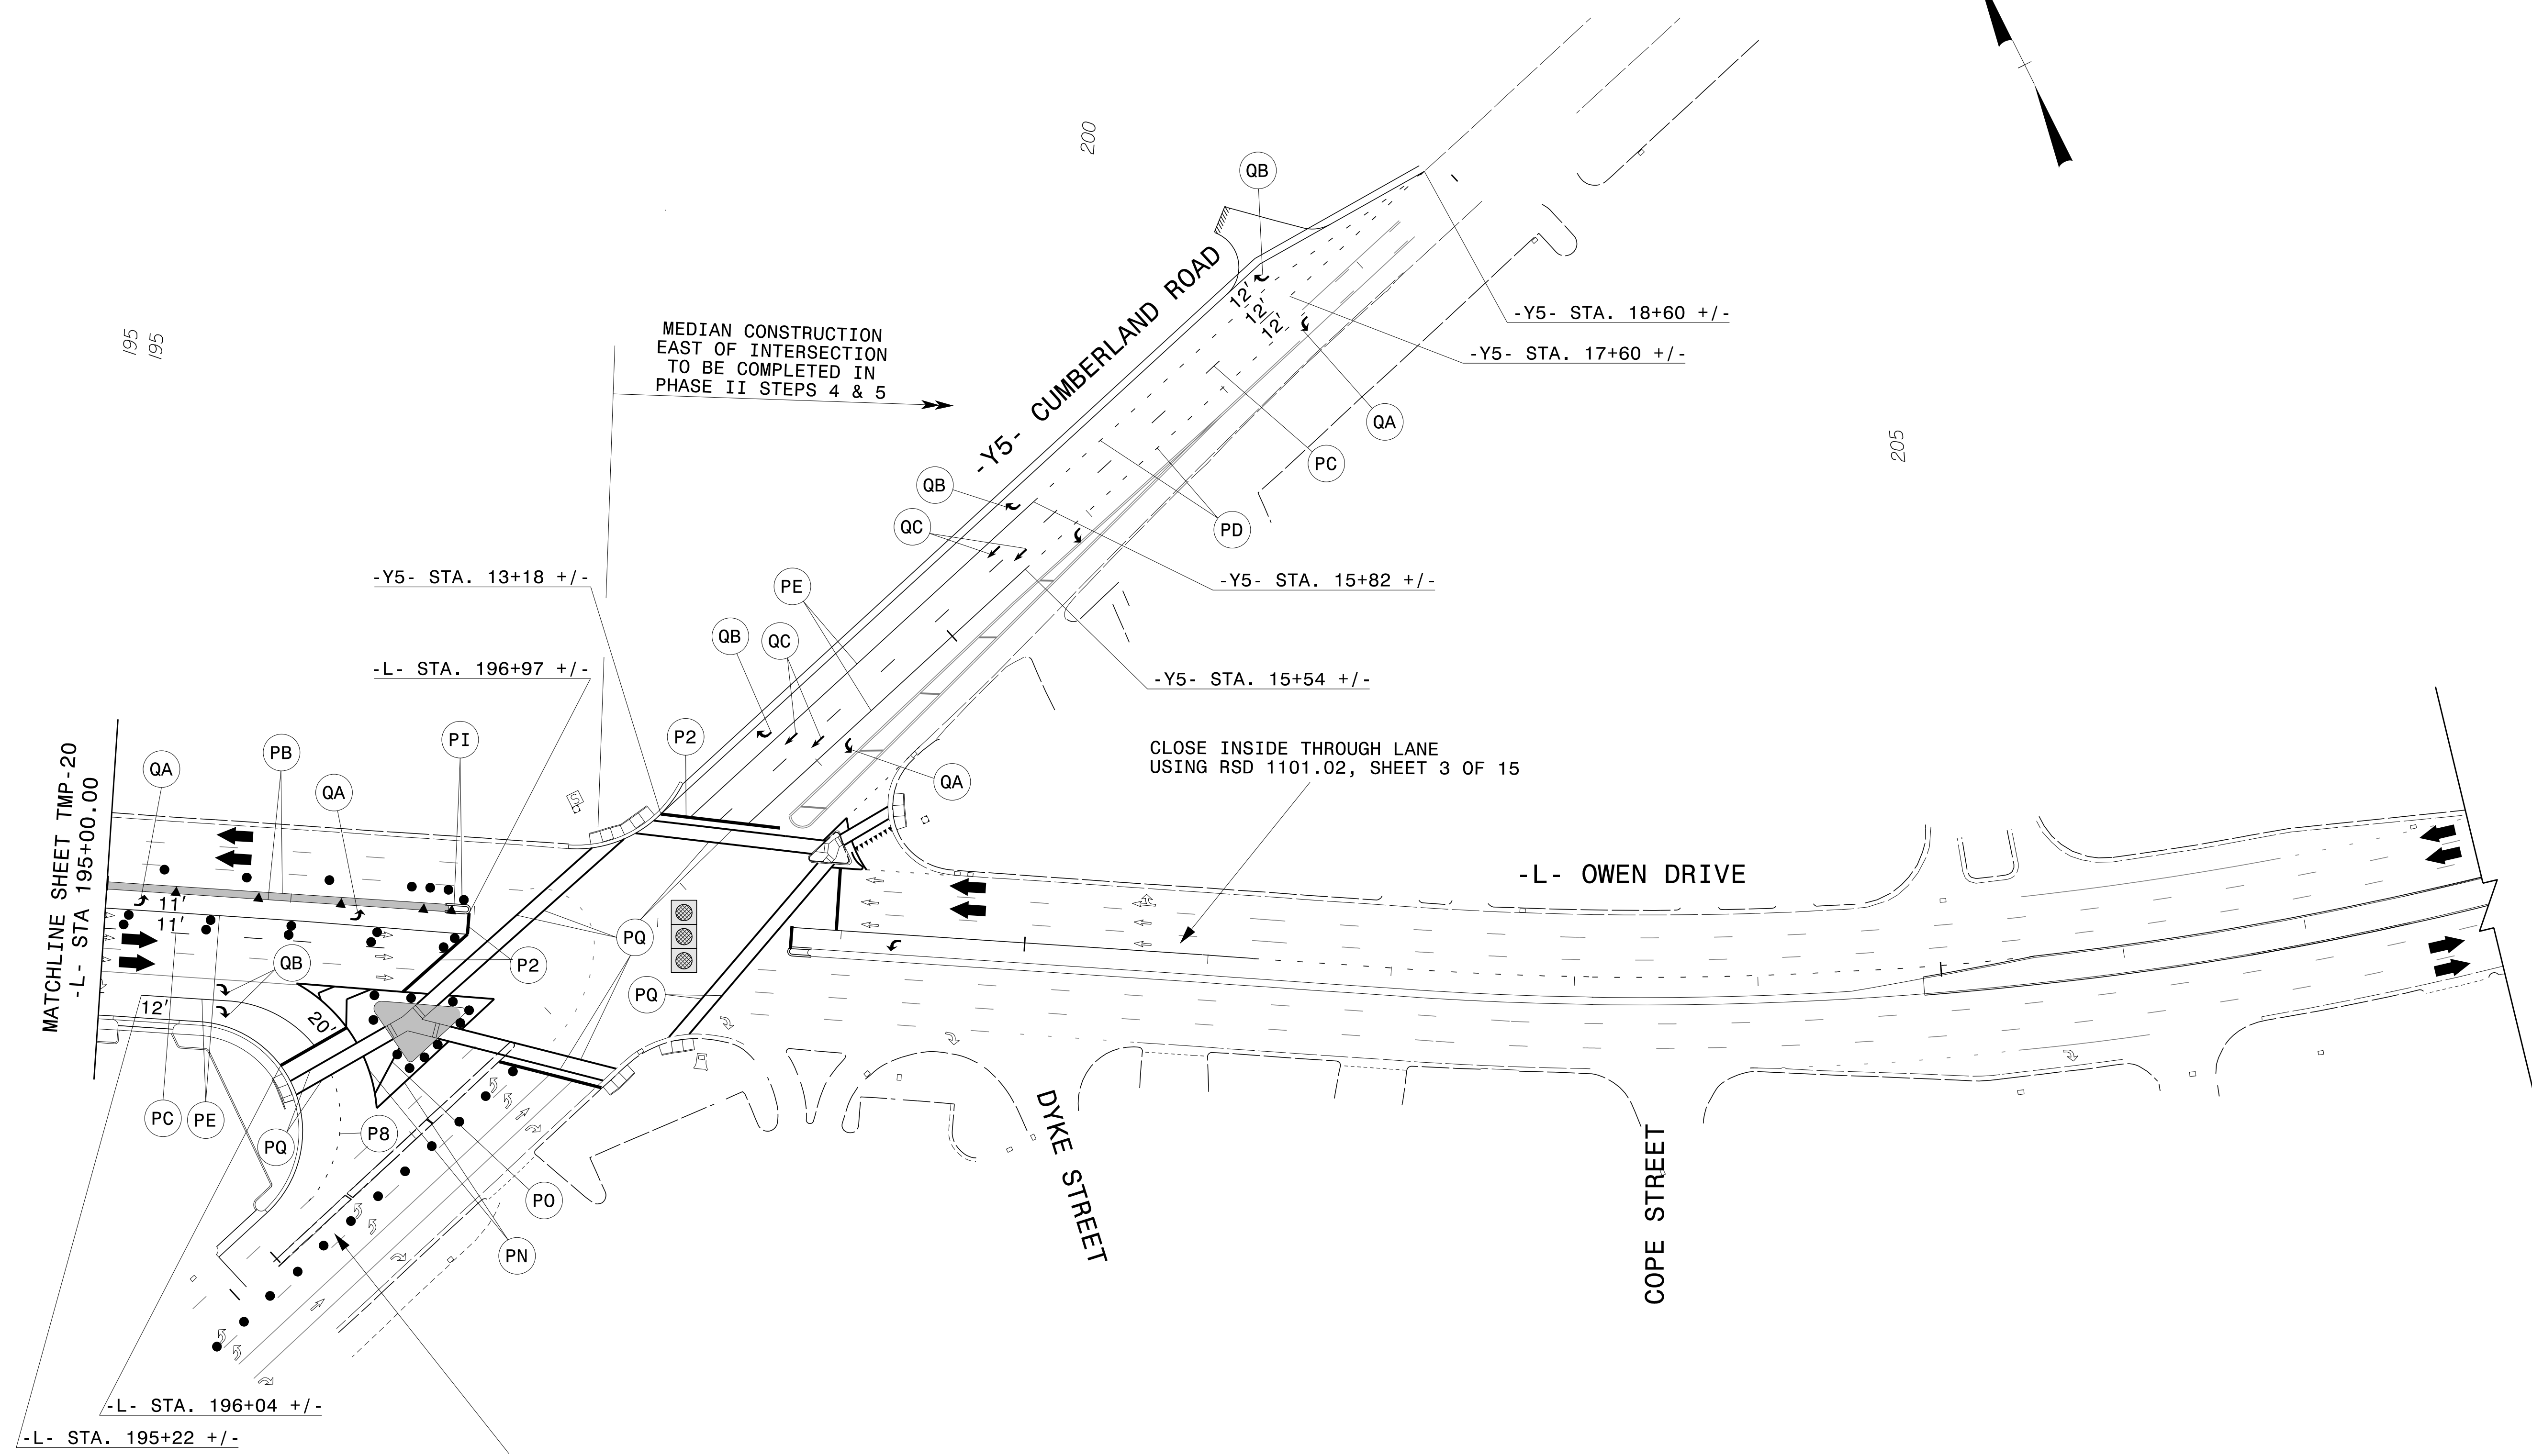 200
QB
195
195
205
MEDIAN CONSTRUCTION
EAST OF INTERSECTION
TO BE COMPLETED IN
PHASE II STEPS 4 & 5
-Y5- CUMBERLAND ROAD
12'
12'
12'
-Y5- STA. 18+60 +/-
-Y5- STA. 17+60 +/-
QA
PC
QB
QC
PD
-Y5- STA. 13+18 +/-
PE
-Y5- STA. 15+82 +/-
QB
QC
-L- STA. 196+97 +/-
-Y5- STA. 15+54 +/-
P2
PI
PB
QA
QA
QA
CLOSE INSIDE THROUGH LANE
USING RSD 1101.02, SHEET 3 OF 15
MATCHLINE SHEET TMP-20
-L- STA 195+00.00
-L- OWEN DRIVE
11'
11'
PQ
P2
QB
PQ
12'
20'
PC
PE
PQ
P8
PO
PN
DYKE STREET
COPE STREET
-L- STA. 196+04 +/-
-L- STA. 195+22 +/-